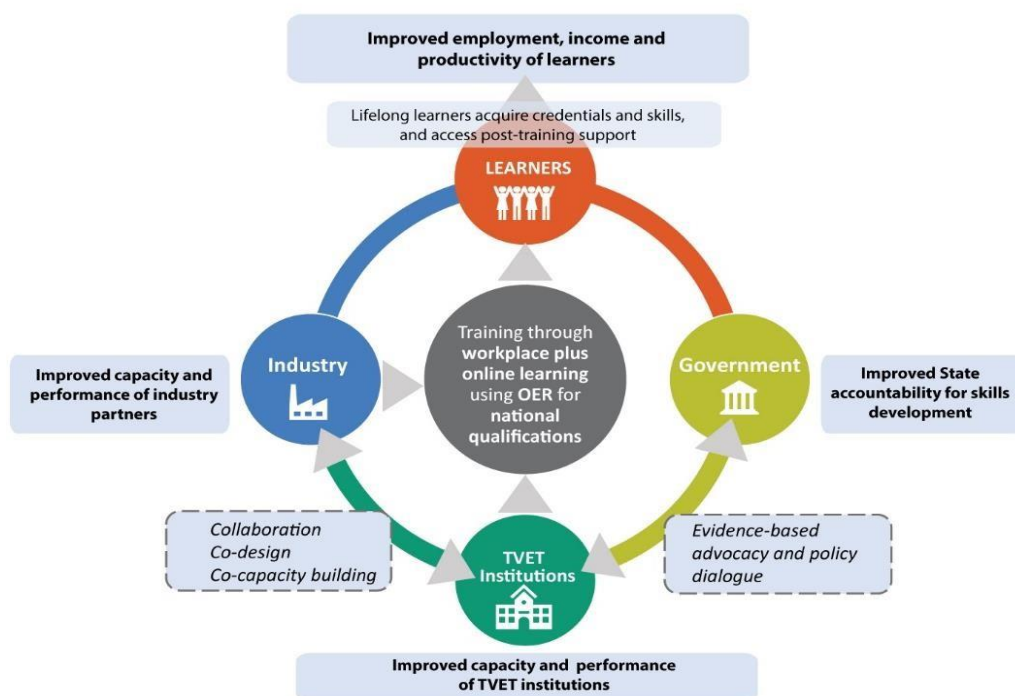 Improved employment, income and
productivity of learners
Lifelong learners acquire credentials and skills,
and access post-training support
LEARNERS
Industry
Training through
workplace plus
online learning
using OER for
national
qualifications
Government
Improved capacity and
performance of industry
partners
Improved State
accountability for skills
development
Collaboration
Co-design
Co-capacity building
TVET
Institutions
Evidence-based
advocacy and policy
dialogue
Improved capacity and performance
of TVET institutions